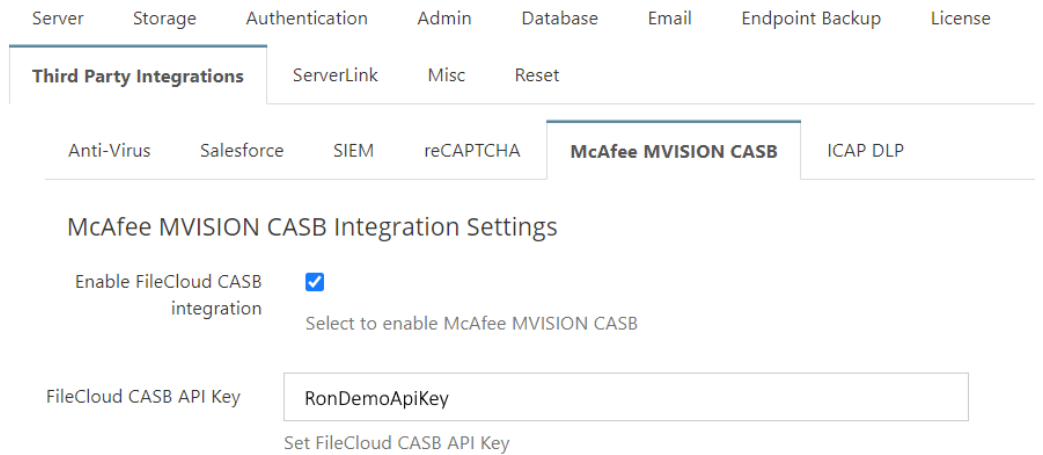 Server Storage Authentication Admin Database Email Endpoint Backup License
Third Party Integrations ServerLink Misc Reset
Anti-Virus Salesforce SIEM reCAPTCHA McAfee MVISION CASB ICAP DLP
McAfee MVISION CASB Integration Settings
Enable FileCloud CASB
integration
Select to enable McAfee MVISION CASB
FileCloud CASB API Key RonDemoApiKey
Set FileCloud CASB API Key